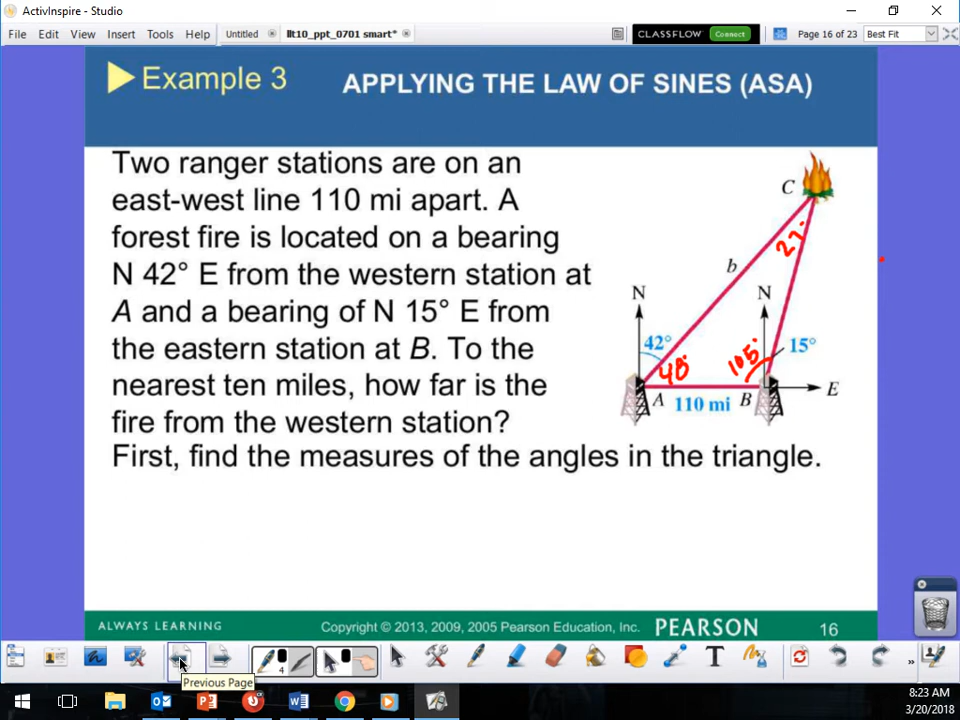 ActivInspire - Studio
File Edit View Insert Tools Help Untitled llt10_ppt_0701 smart* CLASSFLOW Connect Page 16 of 23 Best Fit
Example 3 APPLYING THE LAW OF SINES (ASA)
Two ranger stations are on an
east-west line 110 mi apart. A
forest fire is located on a bearing
N 42° E from the western station at
A and a bearing of N 15° E from
the eastern station at B. To the
nearest ten miles, how far is the
fire from the western station?
First, find the measures of the angles in the triangle.
C
27°
b
N N
42° 105° 15°
48°
E
A 110 mi B
ALWAYS LEARNING Copyright © 2013, 2009, 2005 Pearson Education, Inc. PEARSON 16
4 T
Previous Page
8:23 AM
3/20/2018